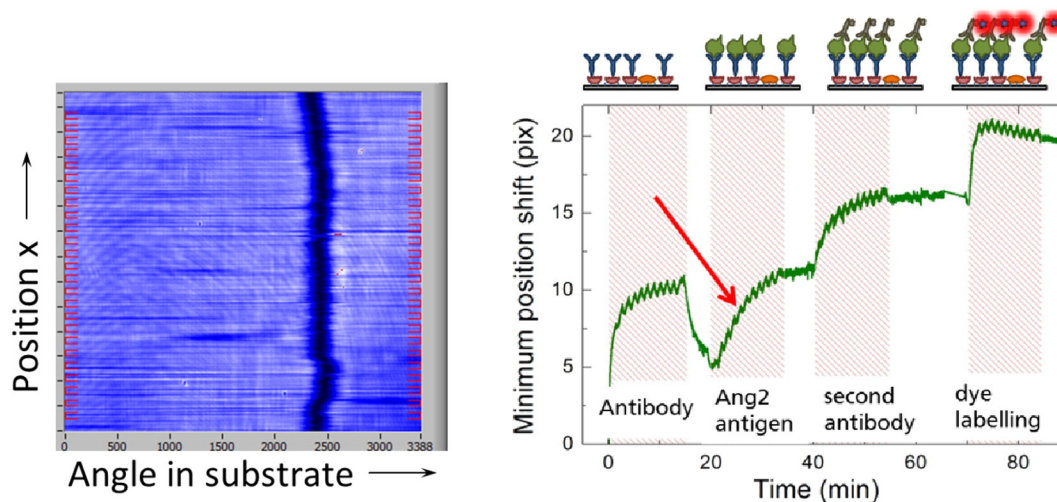 Position x
0 500 1000 1500 2000 2500 3000 3388
Angle in substrate
Minimum position shift (pix)
20
15
10
5
0
Antibody
Ang2
antigen
second
antibody
dye
labelling
0 20 40 60 80
Time (min)